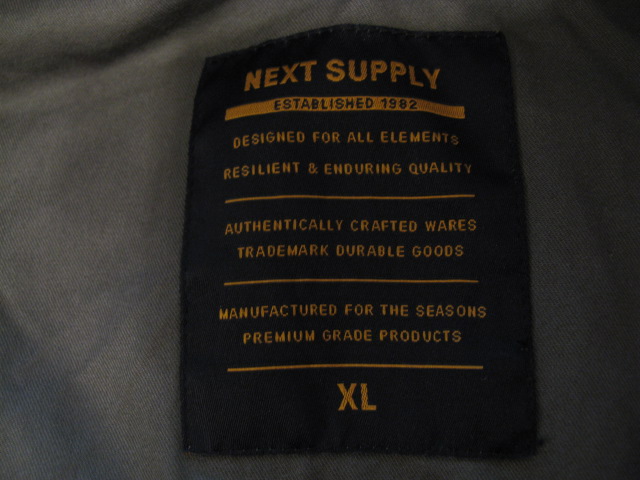 NEXT SUPPLY
ESTABLISHED 1982
DESIGNED FOR ALL ELEMENTS
RESILIENT & ENDURING QUALITY
AUTHENTICALLY CRAFTED WARES
TRADEMARK DURABLE GOODS
MANUFACTURED FOR THE SEASONS
PREMIUM GRADE PRODUCTS
XL